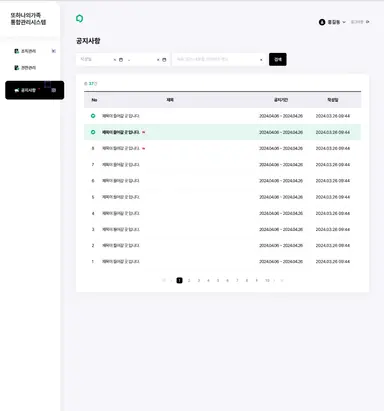 또하나의가족
통합관리시스템
홍길동
로그아웃
조직관리
권한관리
공지사항
공지사항
검색
No 제목 공지기간 작성일
제목이 들어갈 곳 입니다. 2024.04.06 ~ 2024.04.26 2024.03.26 09:44
제목이 들어갈 곳 입니다. N 2024.04.06 ~ 2024.04.26 2024.03.26 09:44
8 제목이 들어갈 곳 입니다. N 2024.04.06 ~ 2024.04.26 2024.03.26 09:44
7 제목이 들어갈 곳 입니다. 2024.04.06 ~ 2024.04.26 2024.03.26 09:44
6 제목이 들어갈 곳 입니다. 2024.04.06 ~ 2024.04.26 2024.03.26 09:44
5 제목이 들어갈 곳 입니다. 2024.04.06 ~ 2024.04.26 2024.03.26 09:44
4 제목이 들어갈 곳 입니다. 2024.04.06 ~ 2024.04.26 2024.03.26 09:44
3 제목이 들어갈 곳 입니다. 2024.04.06 ~ 2024.04.26 2024.03.26 09:44
2 제목이 들어갈 곳 입니다. 2024.04.06 ~ 2024.04.26 2024.03.26 09:44
1 제목이 들어갈 곳 입니다. 2024.04.06 ~ 2024.04.26 2024.03.26 09:44
1 2 3 4 5 6 7 8 9 10